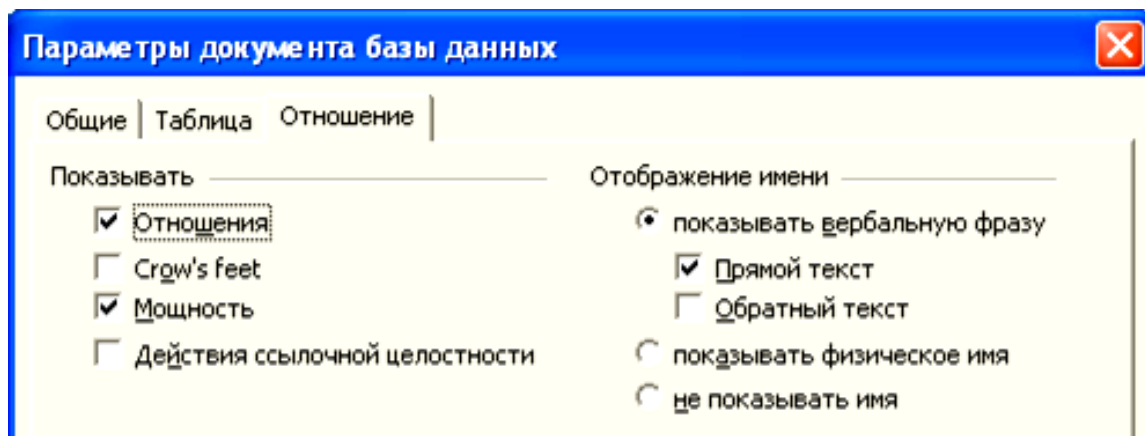 Параметры документа базы данных
Общие Таблица Отношение
Показывать
Отношения
Crow's feet
Мощность
Действия ссылочной целостности
Отображение имени
показывать вербальную фразу
Прямой текст
Обратный текст
показывать физическое имя
не показывать имя